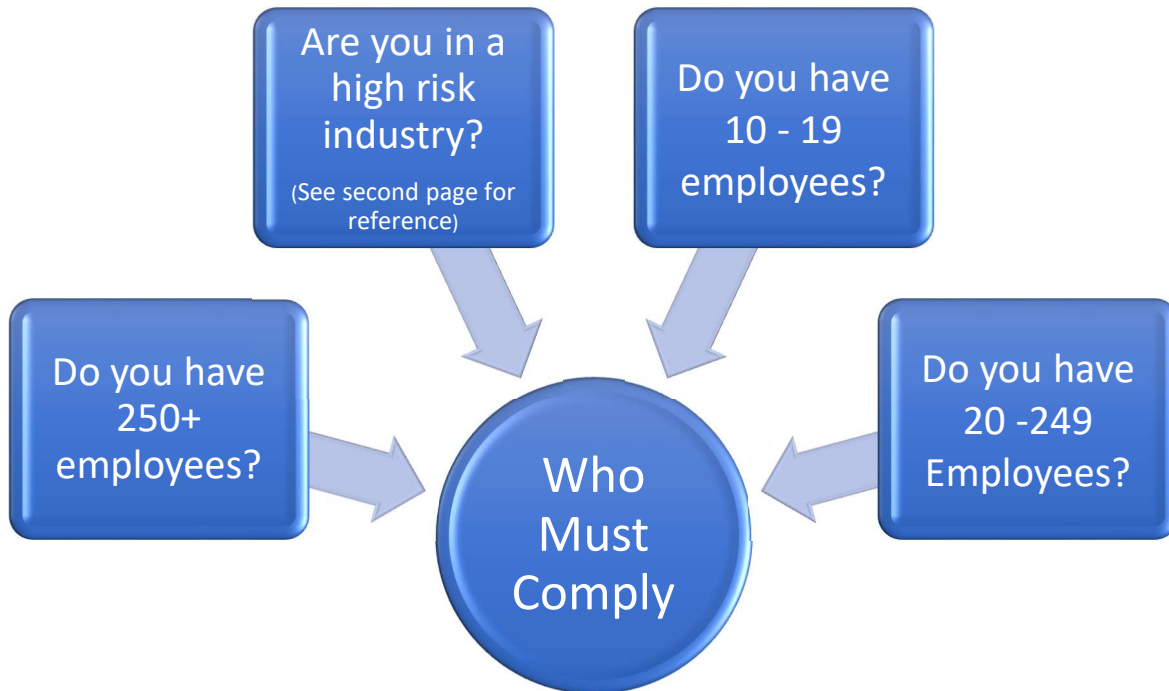 Are you in a
high risk
industry?
(See second page for
reference)
Do you have
10 - 19
employees?
Do you have
250+
employees?
Do you have
20 -249
Employees?
Who
Must
Comply